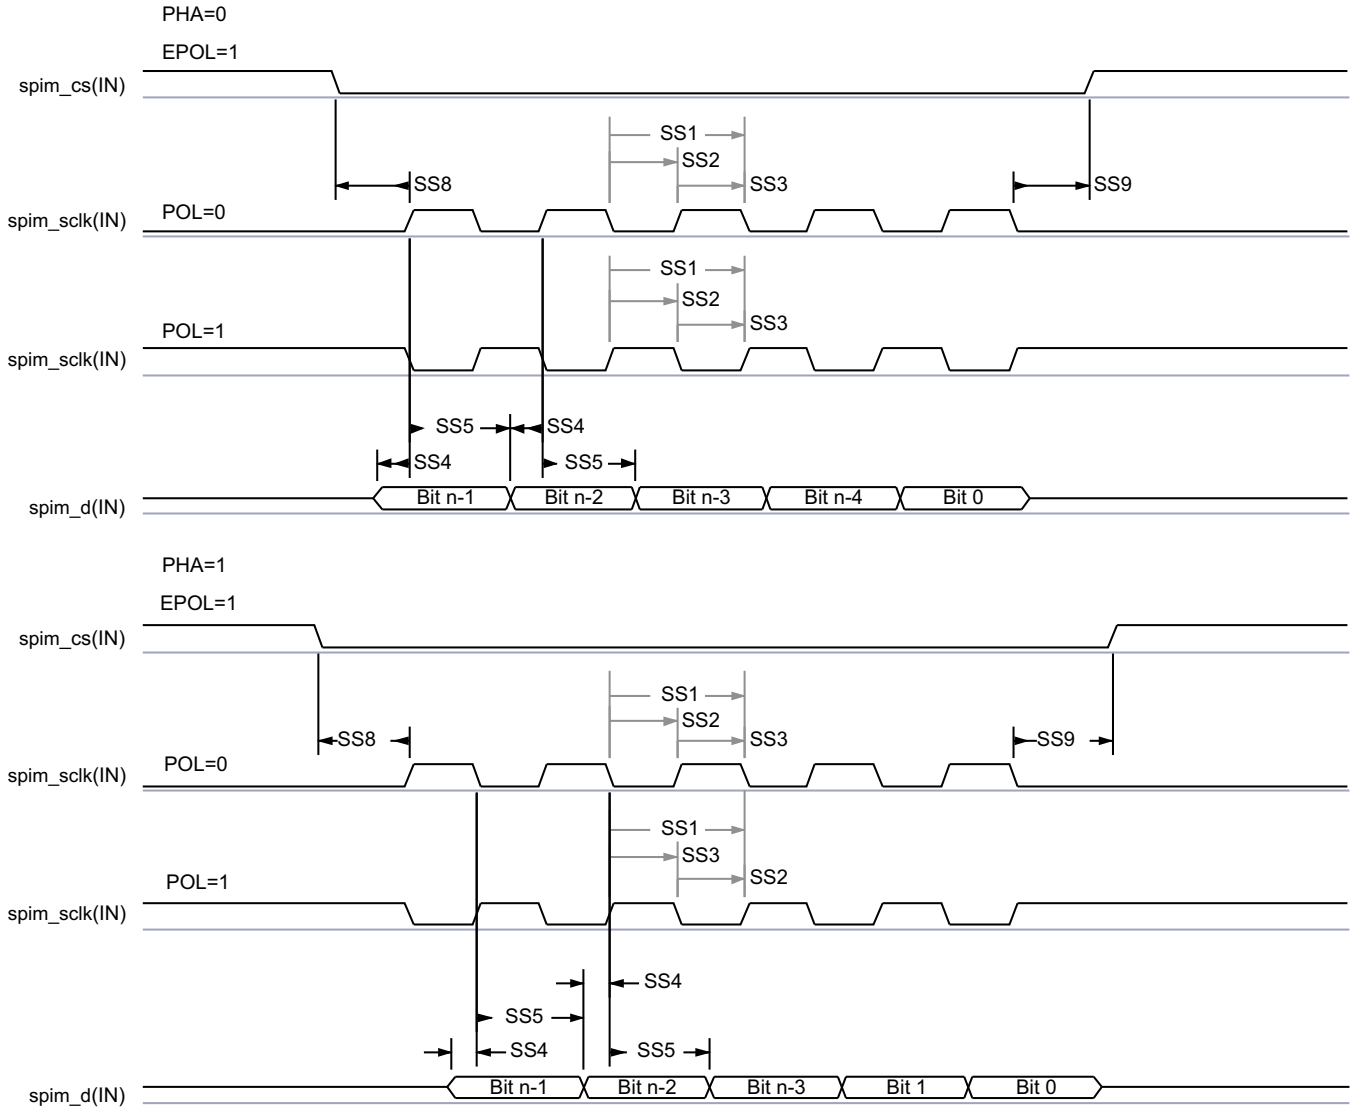 PHA=0
EPOL=1
spim_cs(IN)
SS1
SS2
SS8
SS3
SS9
POL=0
spim_sclk(IN)
SS1
SS2
SS3
POL=1
spim_sclk(IN)
SS5
SS4
SS4
SS5
Bit n-1
Bit n-2
Bit n-3
Bit n-4
Bit 0
spim_d(IN)
PHA=1
EPOL=1
spim_cs(IN)
SS1
SS2
SS8
SS3
SS9
POL=0
spim_sclk(IN)
SS1
SS3
SS2
POL=1
spim_sclk(IN)
SS4
SS5
SS4
SS5
Bit n-1
Bit n-2
Bit n-3
Bit 1
Bit 0
spim_d(IN)